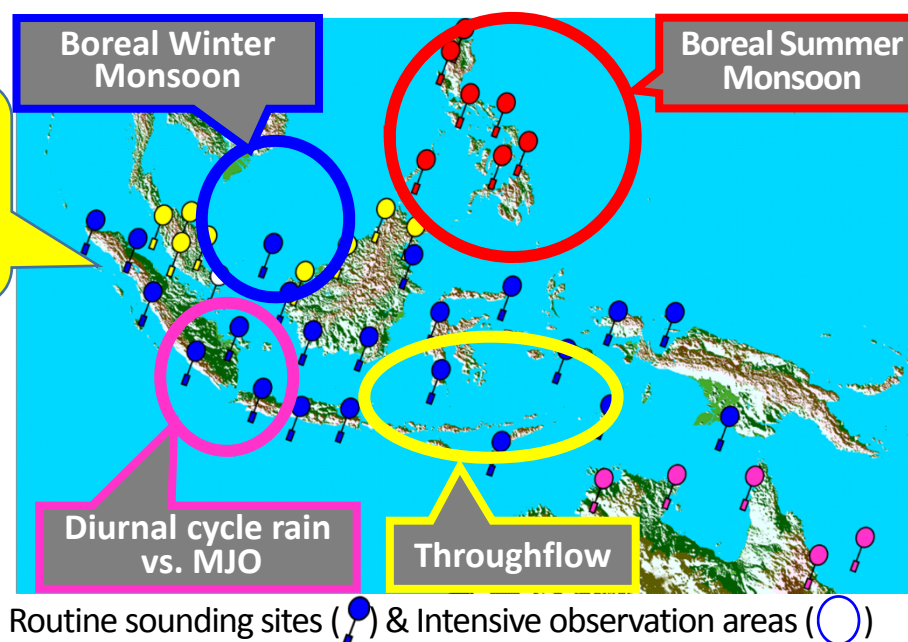 Boreal Winter
Monsoon
Boreal Summer
Monsoon
Diurnal cycle rain
vs. MJO
Throughflow
Routine sounding sites ( ) & Intensive observation areas ( )